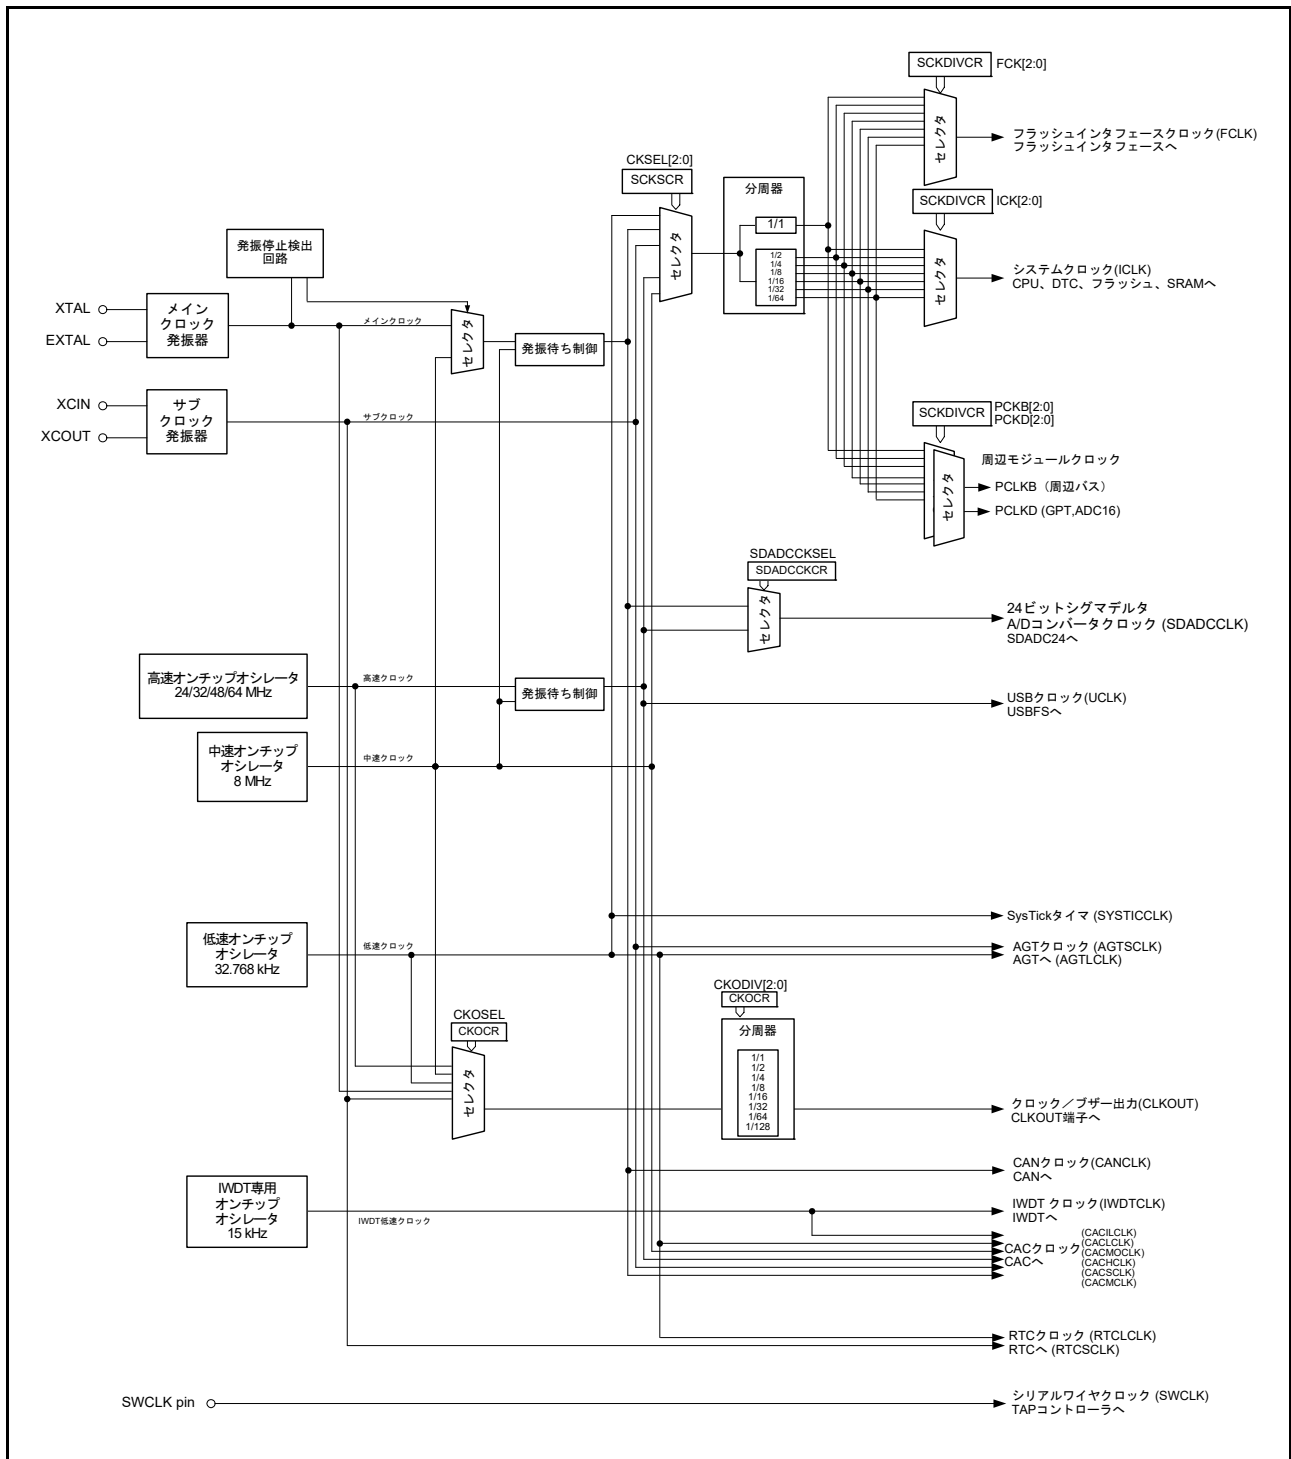 SCKDIVCR FCK[2:0]
セレクタ
フラッシュインタフェースクロック(FCLK)
フラッシュインタフェースへ
CKSEL[2:0]
SCKSCR
セレクタ
分周器
1/1
1/2
1/4
1/8
1/16
1/32
1/64
SCKDIVCR ICK[2:0]
セレクタ
システムクロック(ICLK)
CPU、DTC、フラッシュ、SRAMへ
発振停止検出
回路
XTAL
EXTAL
メイン
クロック
発振器
メインクロック
セレクタ
発振待ち制御
XCIN
XCOUT
サブ
クロック
発振器
サブクロック
SCKDIVCR
PCKB[2:0]
PCKD[2:0]
セレクタ
周辺モジュールクロック
PCLKB（周辺バス）
PCLKD (GPT,ADC16)
SDADCCKSEL
SDADCCKCR
セレクタ
24ビットシグマデルタ
A/Dコンバータクロック (SDADCCLK)
SDADC24へ
高速オンチップオシレータ
24/32/48/64 MHz
高速クロック
発振待ち制御
USBクロック(UCLK)
USBFSへ
中速オンチップ
オシレータ
8 MHz
中速クロック
SysTickタイマ (SYSTICCLK)
低速オンチップ
オシレータ
32.768 kHz
低速クロック
AGTクロック (AGTSCLK)
AGTへ (AGTLCLK)
CKOSEL
CKOCR
セレクタ
CKODIV[2:0]
CKOCR
分周器
1/1
1/2
1/4
1/8
1/16
1/32
1/64
1/128
クロック／ブザー出力(CLKOUT)
CLKOUT端子へ
CANクロック(CANCLK)
CANへ
IWDT専用
オンチップ
オシレータ
15 kHz
IWDT低速クロック
IWDT クロック(IWDTCLK)
IWDTへ
CACクロック
CACへ
(CACILCLK)
(CACLCLK)
(CACMOCLK)
(CACHCLK)
(CACSCLK)
(CACMCLK)
RTCクロック (RTCLCLK)
RTCへ (RTCSCLK)
SWCLK pin
シリアルワイヤクロック (SWCLK)
TAPコントローラへ